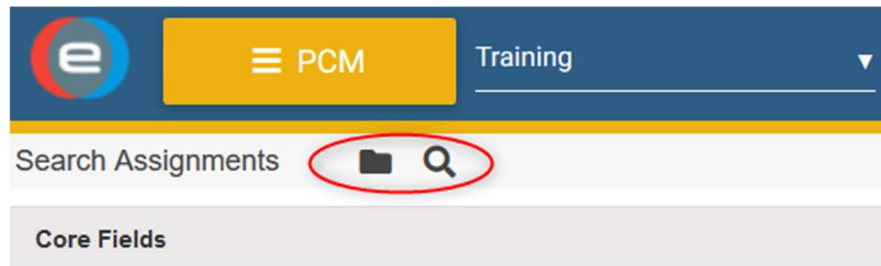 e
PCM
Training
Search Assignments
Core Fields